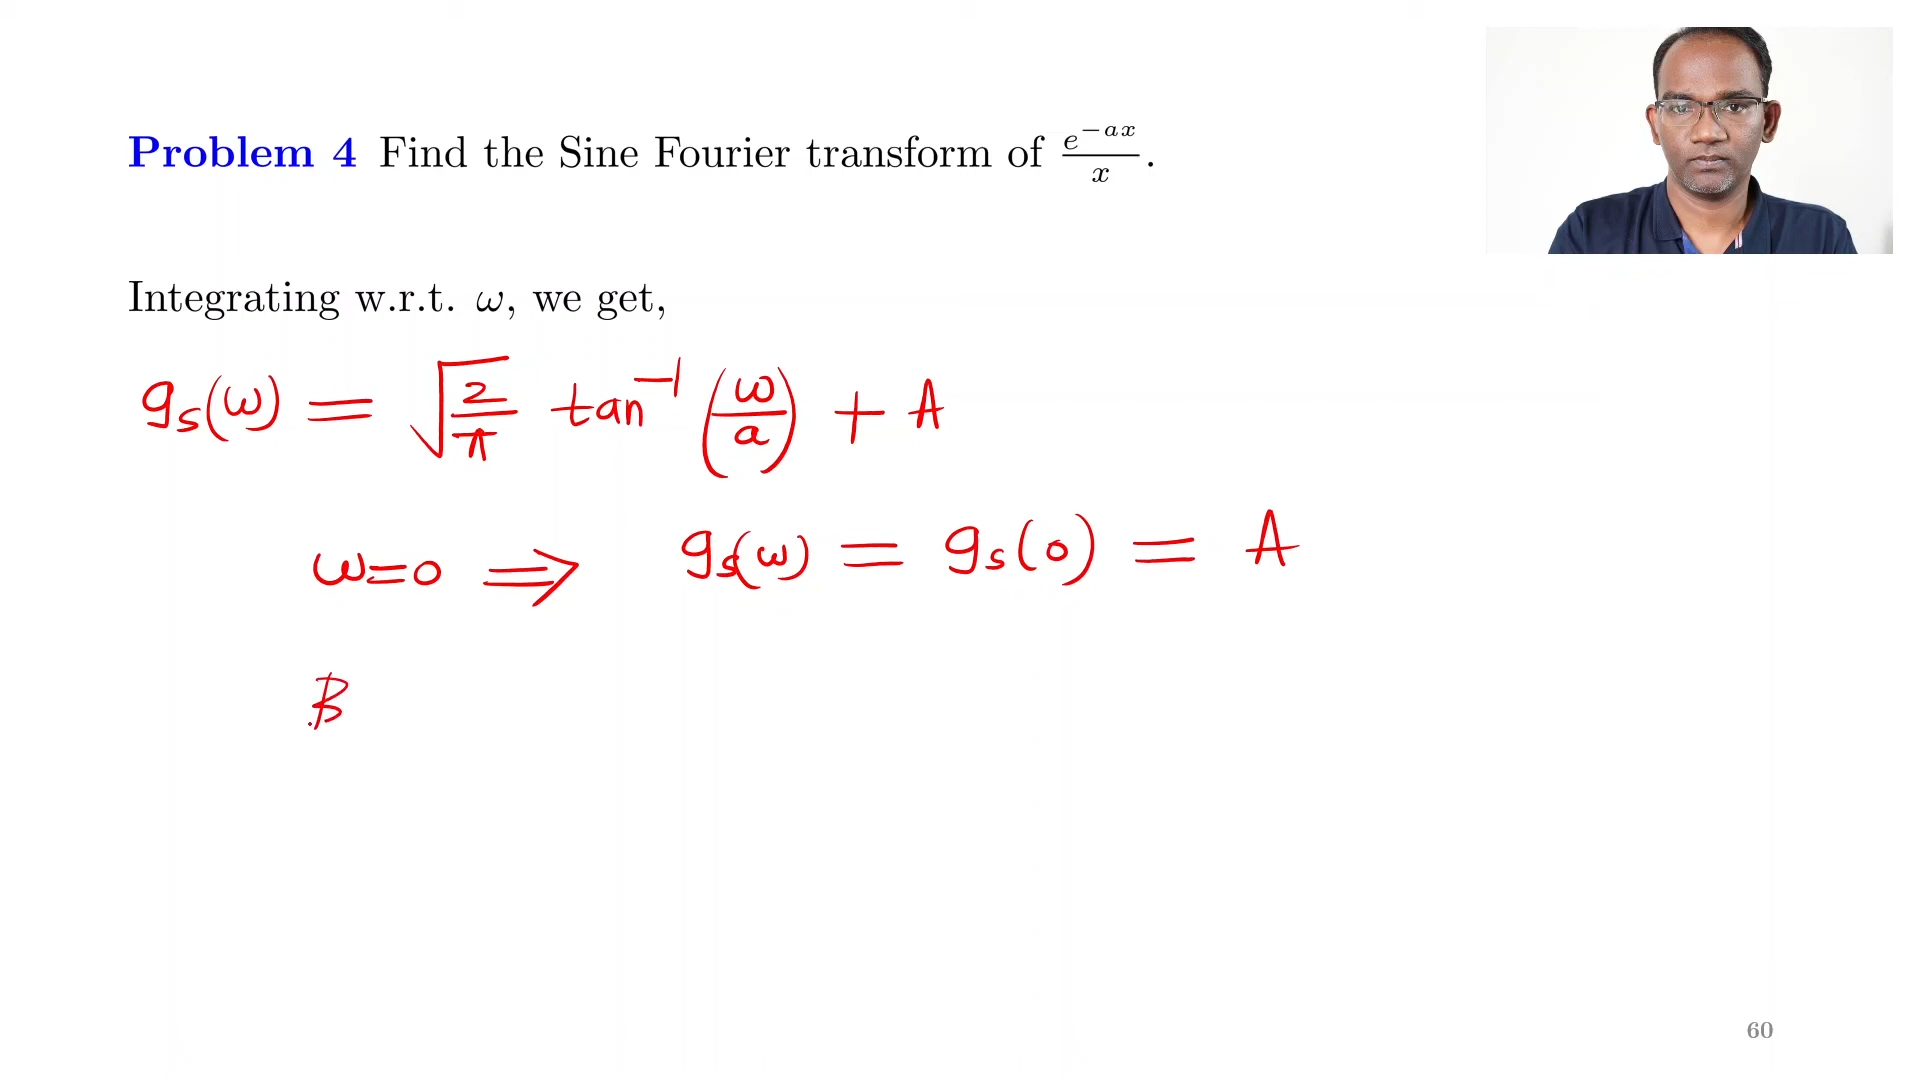 Problem 4 Find the Sine Fourier transform of e^{-ax}/x.
Integrating w.r.t. ω, we get,
g_s(ω) = √(2/π) tan⁻¹(ω/a) + A
ω=0 ⟹ g_s(ω) = g_s(0) = A
B
60